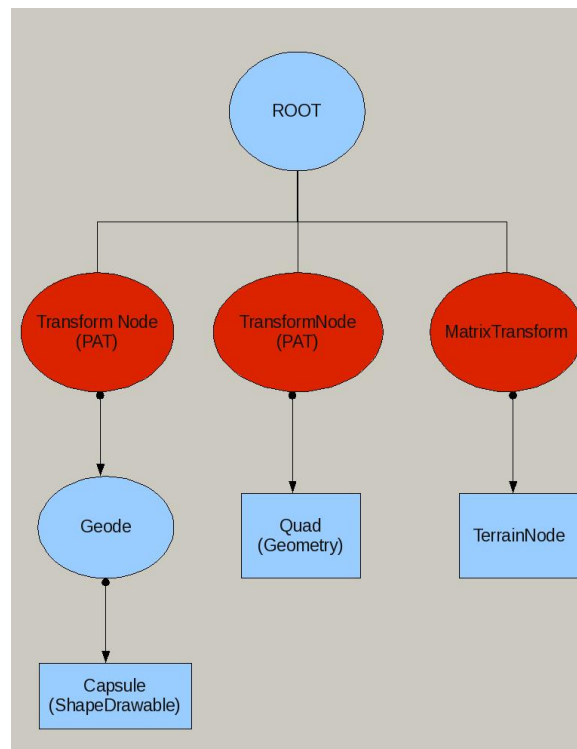 ROOT
Transform Node
(PAT)
TransformNode
(PAT)
MatrixTransform
Geode
Quad
(Geometry)
TerrainNode
Capsule
(ShapeDrawable)